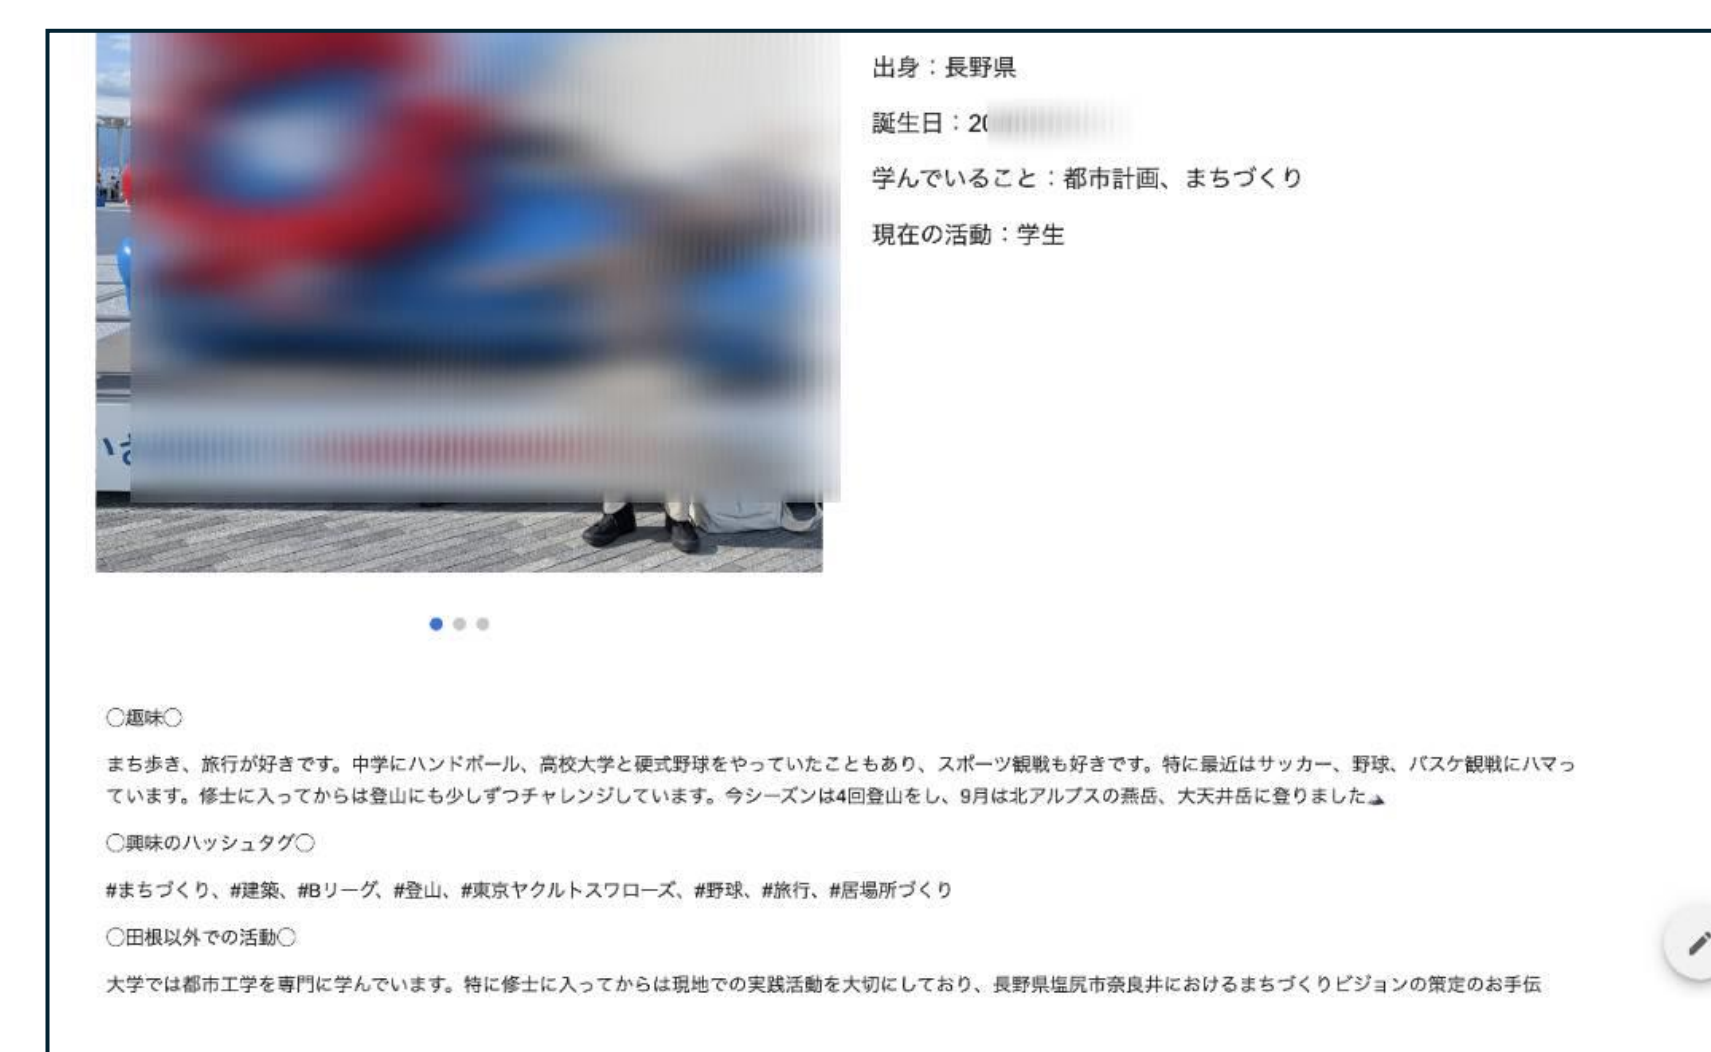 出身：長野県
誕生日：20
学んでいること：都市計画、まちづくり
現在の活動：学生
いさ
◯趣味◯
まち歩き、旅行が好きです。中学にハンドボール、高校大学と硬式野球をやっていたこともあり、スポーツ観戦も好きです。特に最近はサッカー、野球、バスケ観戦にハマっ
ています。修士に入ってからは登山にも少しずつチャレンジしています。今シーズンは4回登山をし、9月は北アルプスの燕岳、大天井岳に登りました
◯興味のハッシュタグ◯
#まちづくり、#建築、#Bリーグ、#登山、#東京ヤクルトスワローズ、#野球、#旅行、#居場所づくり
◯田根以外での活動◯
大学では都市工学を専門に学んでいます。特に修士に入ってからは現地での実践活動を大切にしており、長野県塩尻市奈良井におけるまちづくりビジョンの策定のお手伝